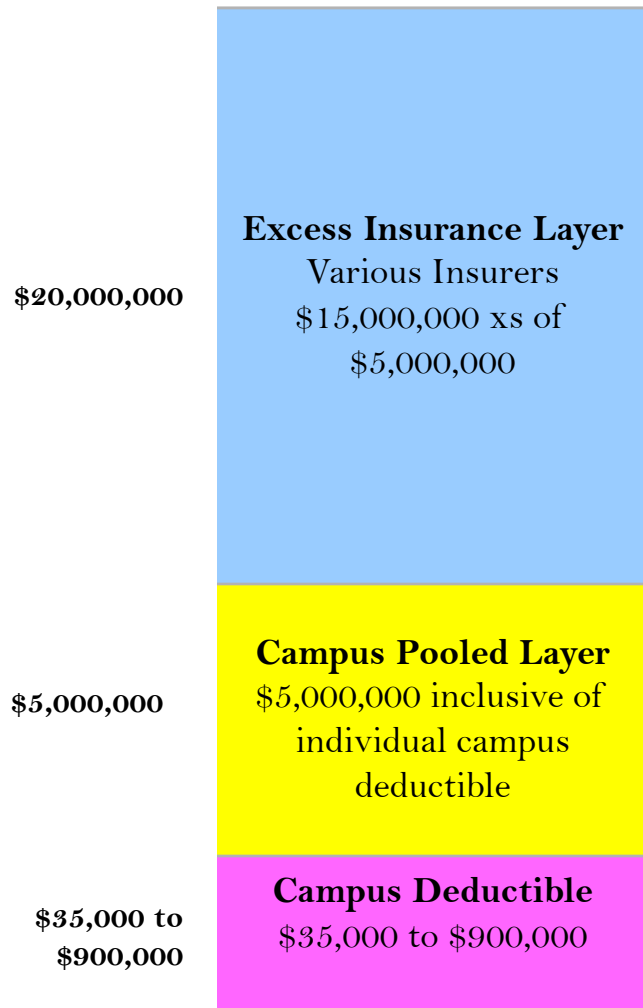 Excess Insurance Layer
Various Insurers
$15,000,000 xs of
$5,000,000
$20,000,000
Campus Pooled Layer
$5,000,000 inclusive of
individual campus
deductible
$5,000,000
Campus Deductible
$35,000 to $900,000
$35,000 to
$900,000